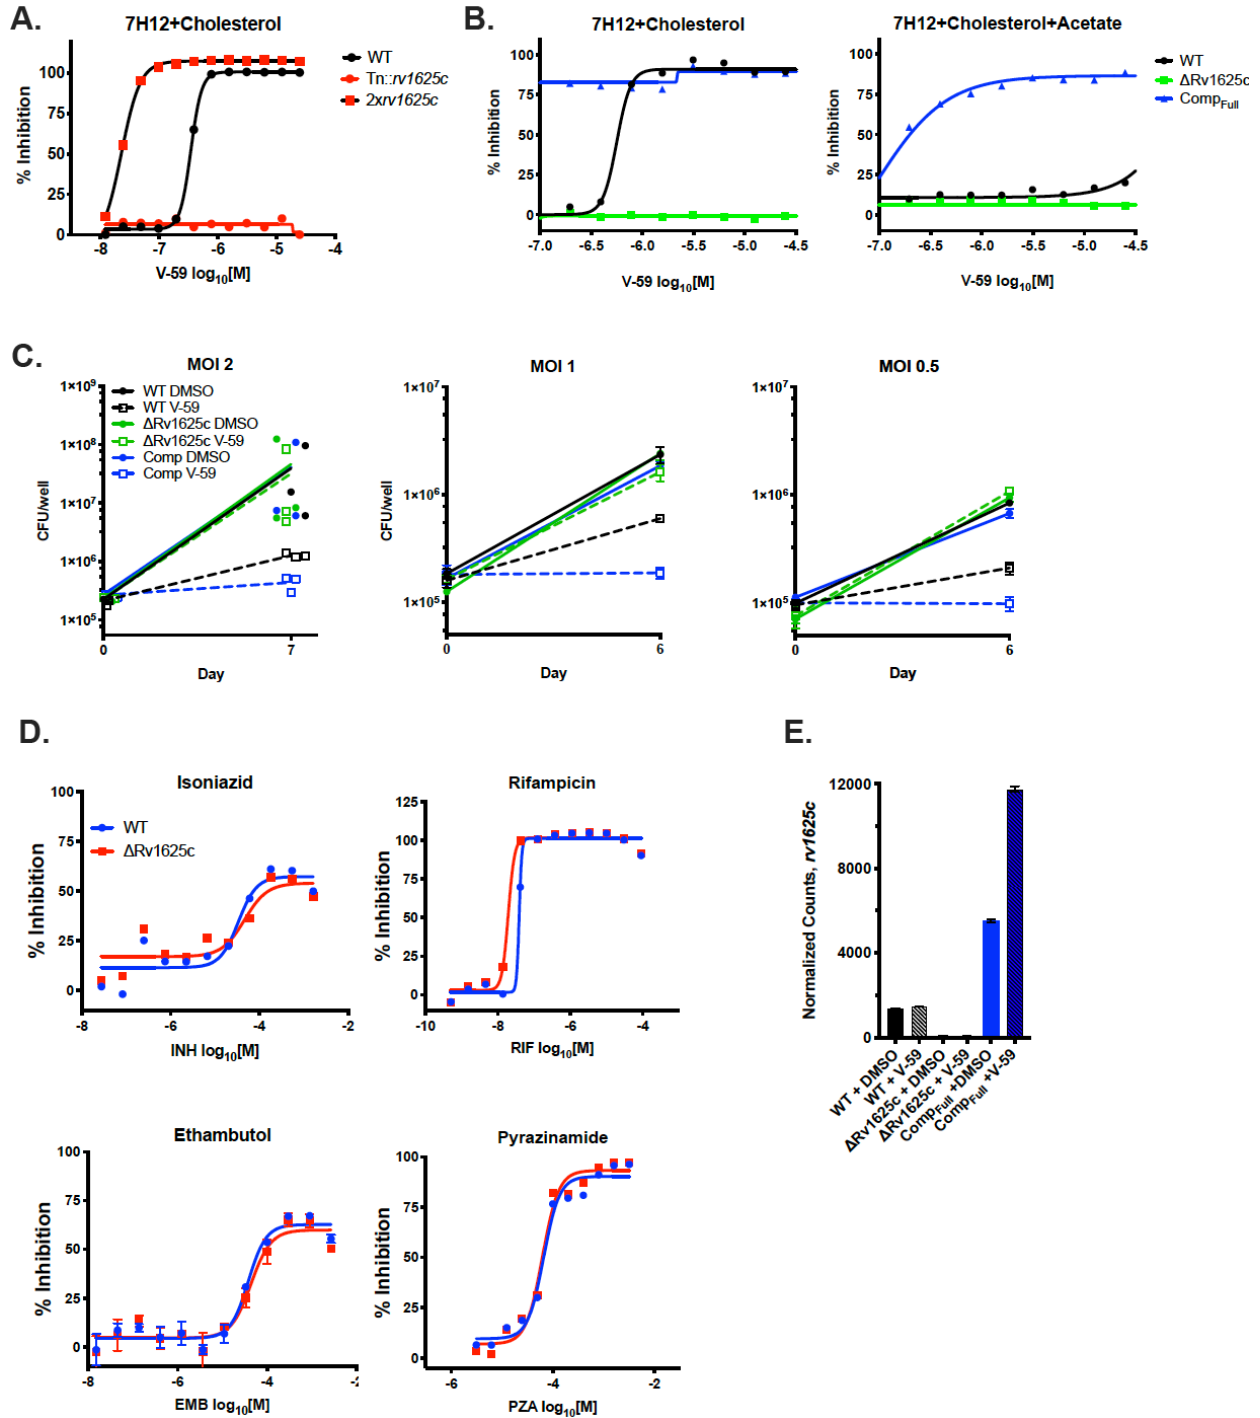 A.
7H12+Cholesterol
% Inhibition
100
75
50
25
0
-8
-7
-6
-5
-4
-3
V-59 log10[M]
WT
Tn::rv1625c
2xrv1625c
B.
7H12+Cholesterol
% Inhibition
100
75
50
25
0
-7.0
-6.5
-6.0
-5.5
-5.0
-4.5
V-59 log10[M]
7H12+Cholesterol+Acetate
% Inhibition
100
75
50
25
0
-7.0
-6.5
-6.0
-5.5
-5.0
-4.5
V-59 log10[M]
WT
ΔRv1625c
CompFull
C.
MOI 2
CFU/well
1×10⁹
1×10⁸
1×10⁷
1×10⁶
1×10⁵
WT DMSO
WT V-59
ΔRv1625c DMSO
ΔRv1625c V-59
Comp DMSO
Comp V-59
0
7
Day
MOI 1
CFU/well
1×10⁷
1×10⁶
1×10⁵
0
6
Day
MOI 0.5
1×10⁷
1×10⁶
1×10⁵
0
6
Day
D.
Isoniazid
% Inhibition
100
75
50
25
0
WT
ΔRv1625c
-8
-6
-4
-2
INH log10[M]
Rifampicin
% Inhibition
125
100
75
50
25
0
-10
-8
-6
-4
-2
RIF log10[M]
Ethambutol
% Inhibition
100
75
50
25
0
-8
-6
-4
EMB log10[M]
Pyrazinamide
% Inhibition
100
75
50
25
0
-6
-4
-2
PZA log10[M]
E.
Normalized Counts, rv1625c
12000
8000
4000
0
WT + DMSO
WT + V-59
ΔRv1625c + DMSO
ΔRv1625c + V-59
CompFull +DMSO
CompFull +V-59